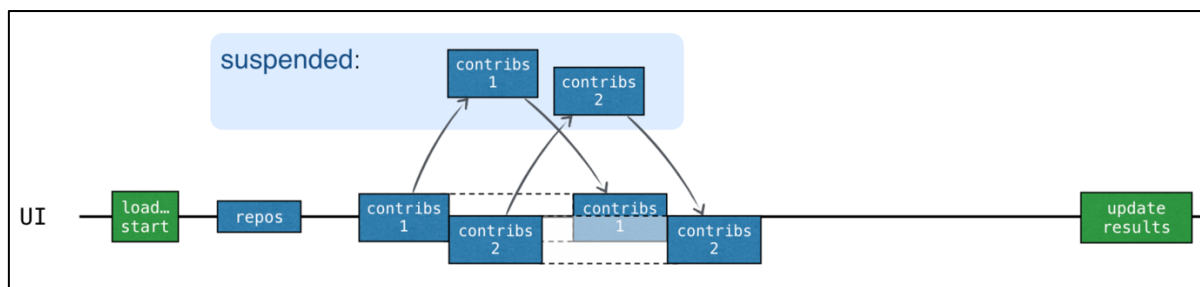 suspended:
contribs
1
contribs
2
UI
load…
start
repos
contribs
1
contribs
2
contribs
1
contribs
2
update
results